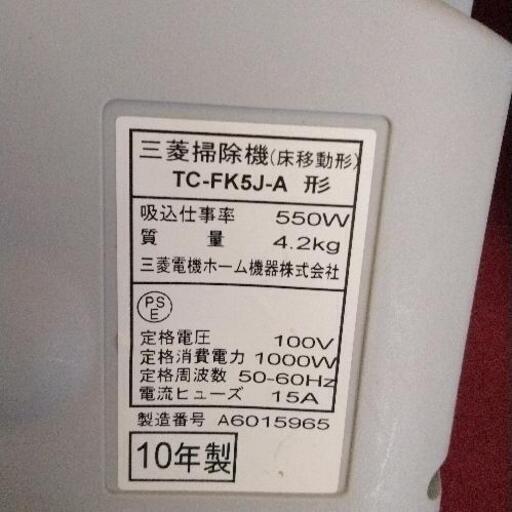 三菱掃除機(床移動形)
TC-FK5J-A 形
吸込仕事率 550W
質量 4.2kg
三菱電機ホーム機器株式会社
PS
E
定格電圧 100V
定格消費電力 1000W
定格周波数 50-60Hz
電流ヒューズ 15A
製造番号 A6015965
10年製